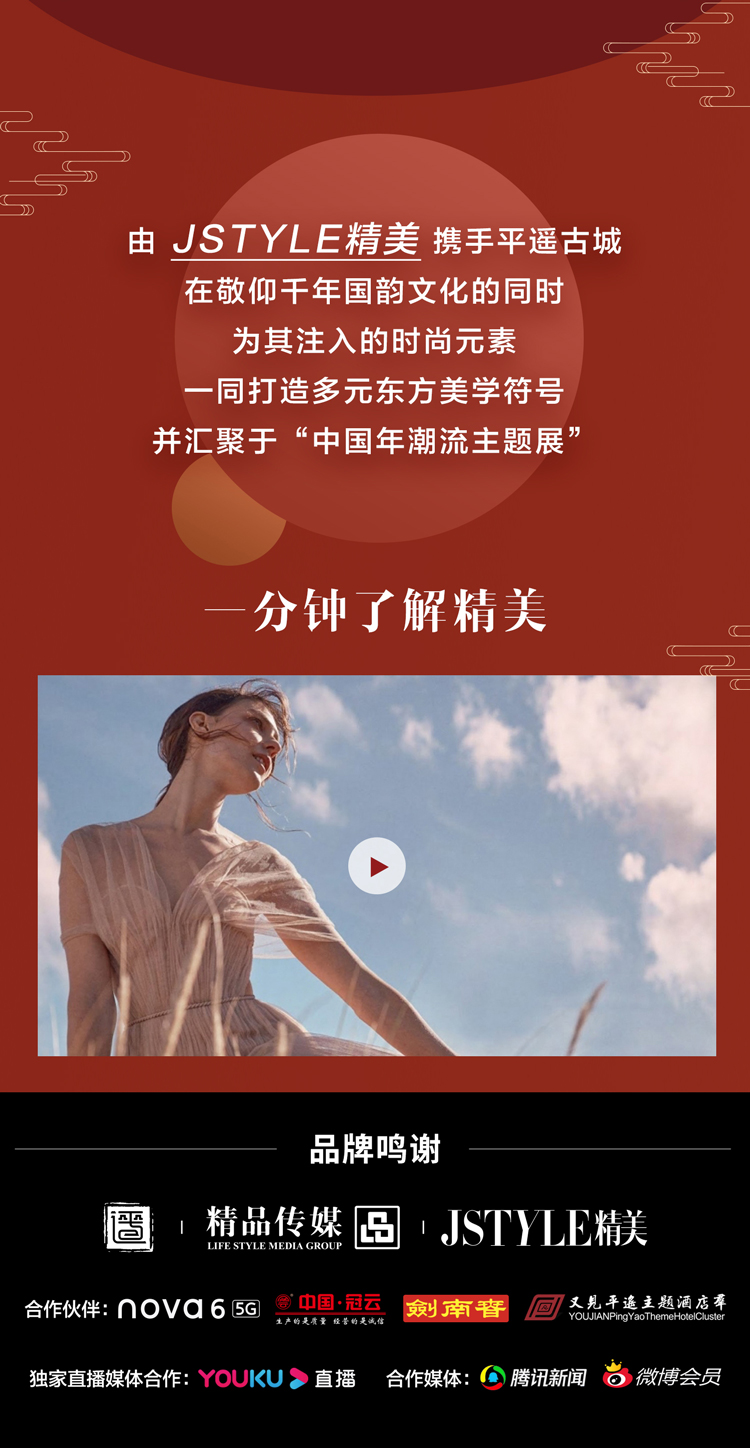 由 JSTYLE精美 携手平遥古城
在敬仰千年国韵文化的同时
为其注入的时尚元素
一同打造多元东方美学符号
并汇聚于“中国年潮流主题展”
一分钟了解精美
品牌鸣谢
精品传媒
LIFE STYLE MEDIA GROUP
JSTYLE精美
合作伙伴：nova 6 5G 中国·冠云 劍南春 又见平遥主题酒店群
生产的是质量 经营的是诚信 YOUJIANPingYaoThemeHotelCluster
独家直播媒体合作：YOUKU 直播 合作媒体：腾讯新闻 微博会员